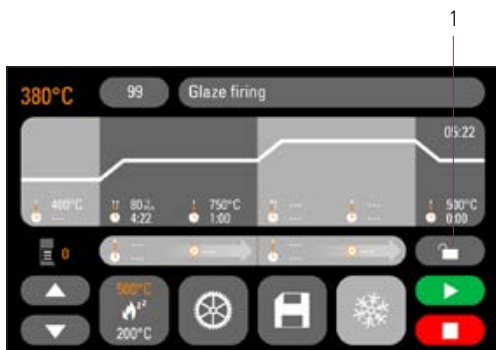 1
380°C 99 Glaze firing
05:22
400°C 80 750°C --- --- 500°C
--- 4:22 1:00 --- --- 0:00
0 --- --- --- ---
500°C
200°C